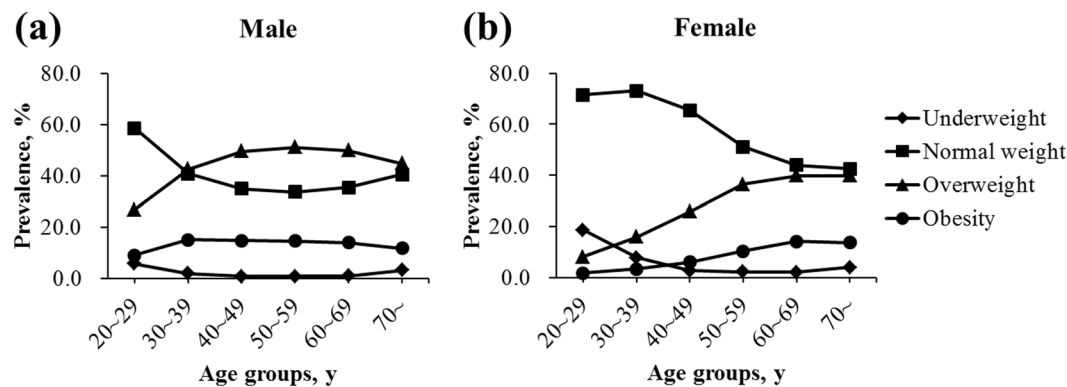 (a)
Male
Prevalence, %
80.0
60.0
40.0
20.0
0.0
20~29
30~39
40~49
50~59
60~69
70~
Age groups, y
(b)
Female
Prevalence, %
80.0
60.0
40.0
20.0
0.0
20~29
30~39
40~49
50~59
60~69
70~
Age groups, y
Underweight
Normal weight
Overweight
Obesity